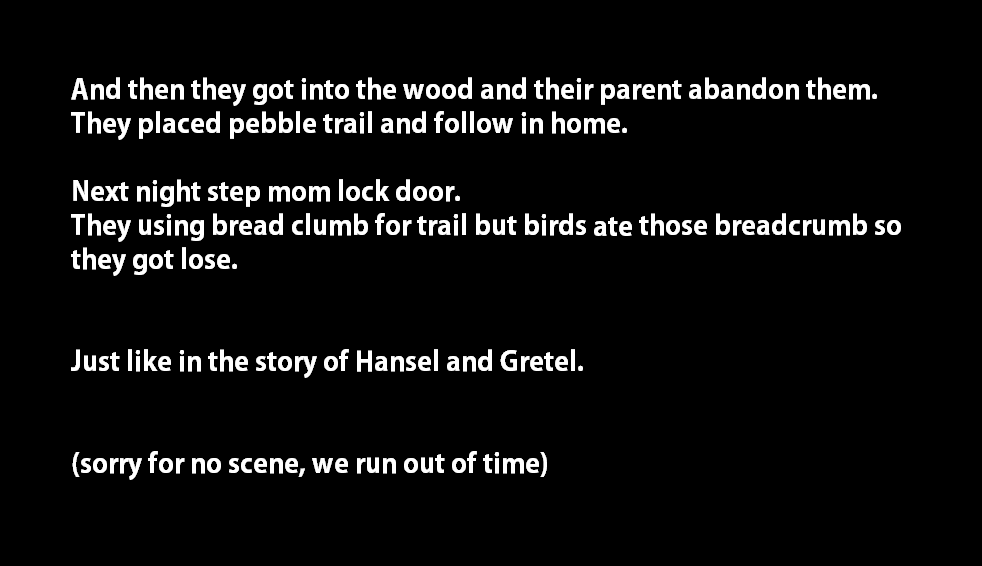 And then they got into the wood and their parent abandon them.
They placed pebble trail and follow in home.
Next night step mom lock door.
They using bread clumb for trail but birds ate those breadcrumb so
they got lose.
Just like in the story of Hansel and Gretel.
(sorry for no scene, we run out of time)